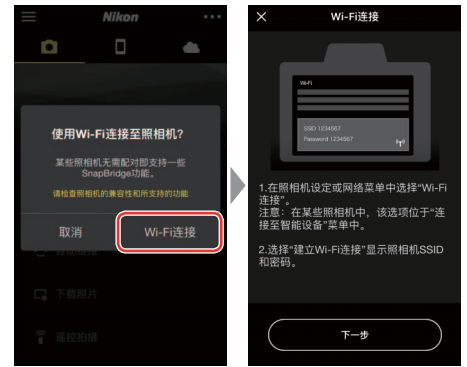 Nikon
使用Wi-Fi连接至照相机?
某些照相机无需配对即支持一些
SnapBridge功能。
请检查照相机的兼容性和所支持的功能
取消
Wi-Fi连接
自动链接
下载照片
遥控拍摄
Wi-Fi连接
Wi-Fi
SSID 1234567
Password 1234567
1.在照相机设定或网络菜单中选择“Wi-Fi
连接”。
注意：在某些照相机中，该选项位于“连
接至智能设备”菜单中。
2.选择“建立Wi-Fi连接”显示照相机SSID
和密码。
下一步